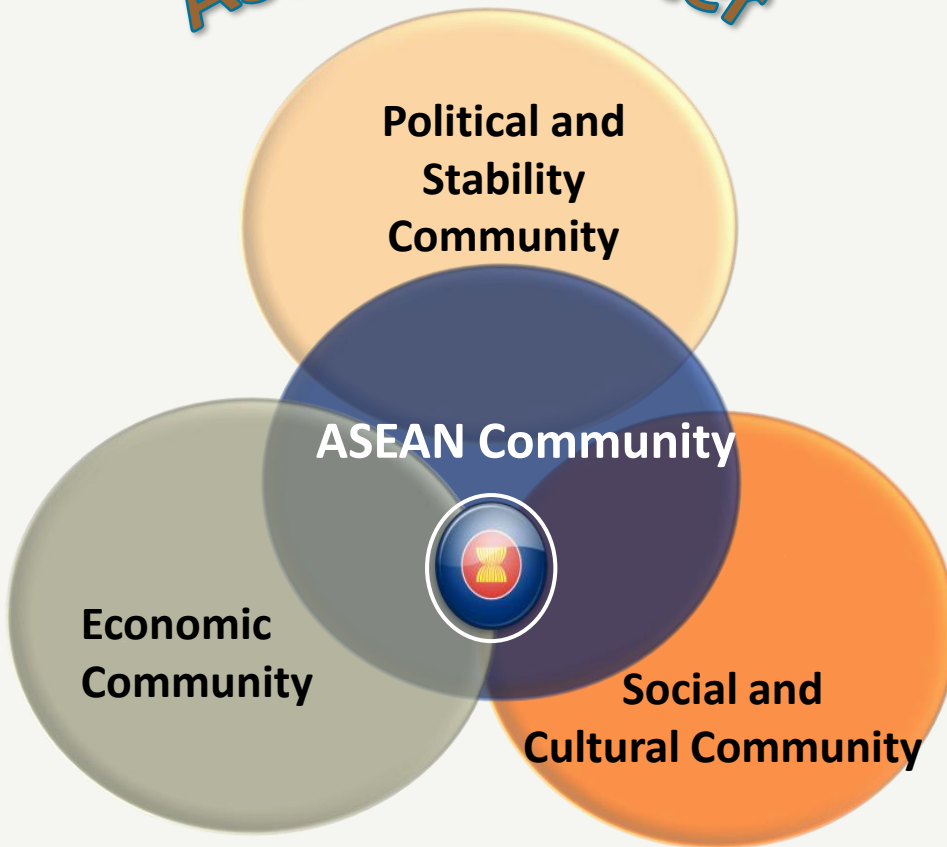 Political and
Stability
Community
ASEAN Community
Economic
Community
Social and
Cultural Community